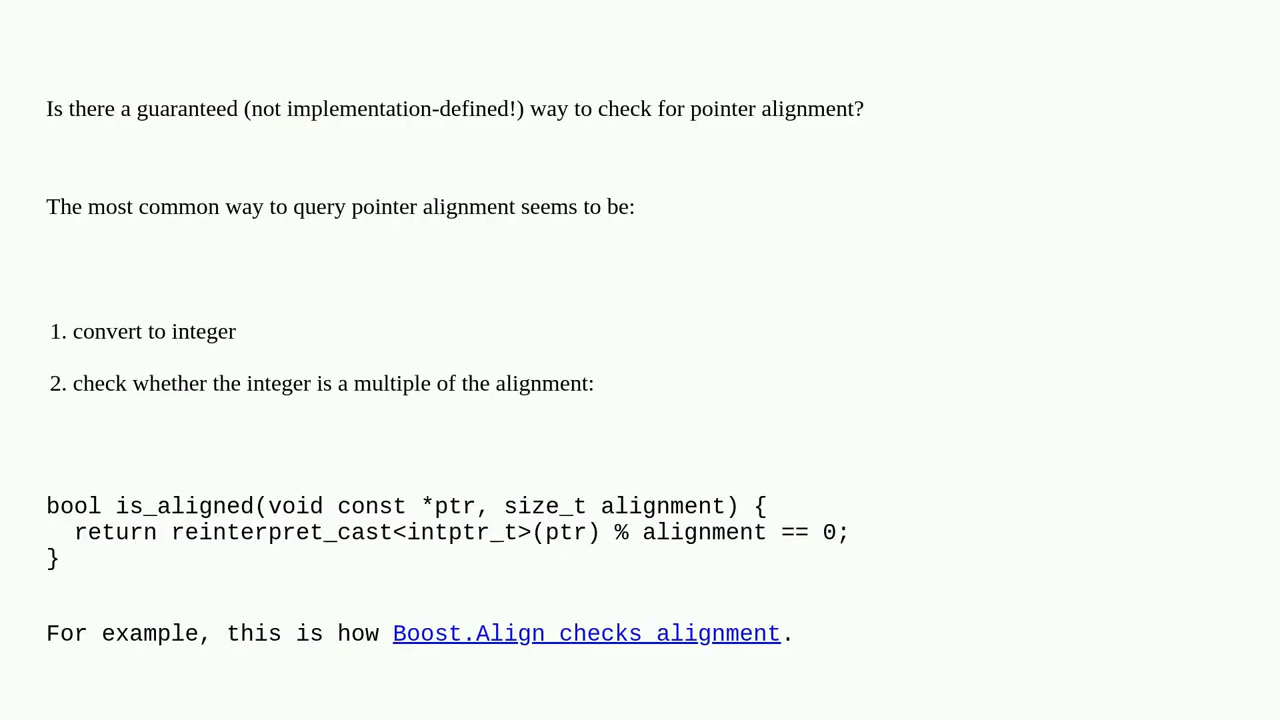 Is there a guaranteed (not implementation-defined!) way to check for pointer alignment?
The most common way to query pointer alignment seems to be:
1. convert to integer
2. check whether the integer is a multiple of the alignment:
bool is_aligned(void const *ptr, size_t alignment) {
  return reinterpret_cast<intptr_t>(ptr) % alignment == 0;
}
For example, this is how Boost.Align checks alignment.